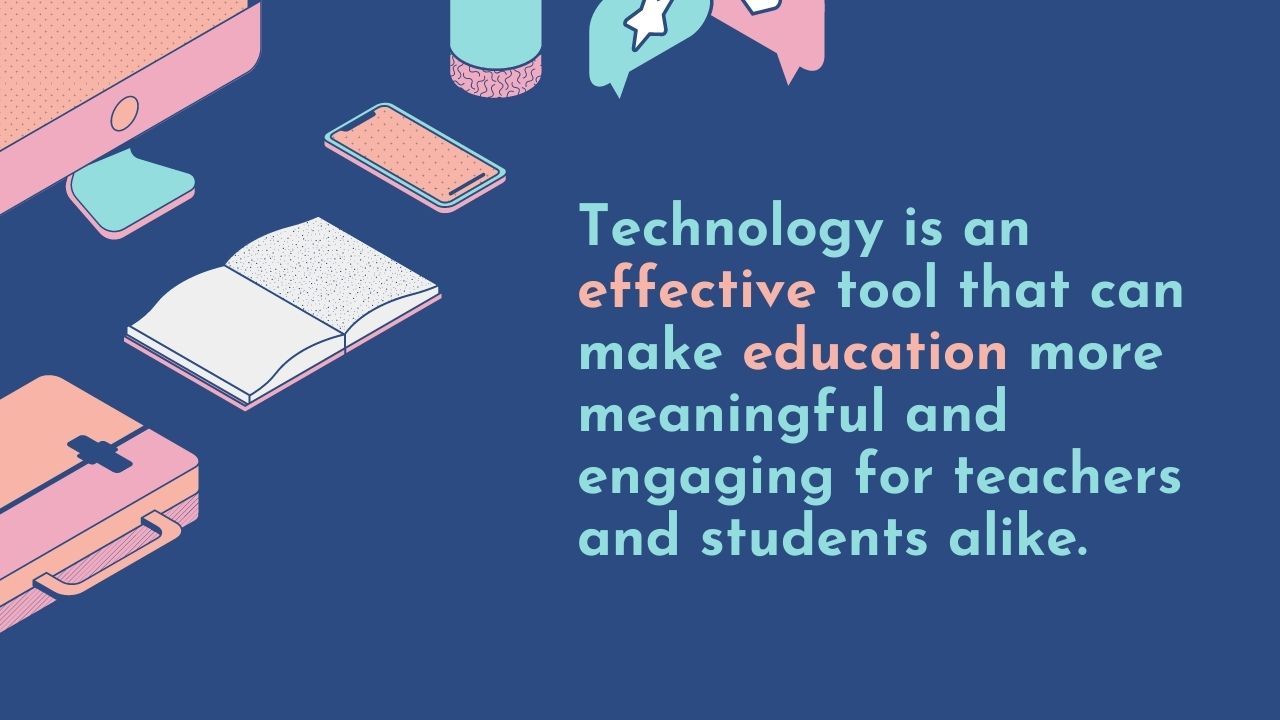 Technology is an
effective tool that can
make education more
meaningful and
engaging for teachers
and students alike.